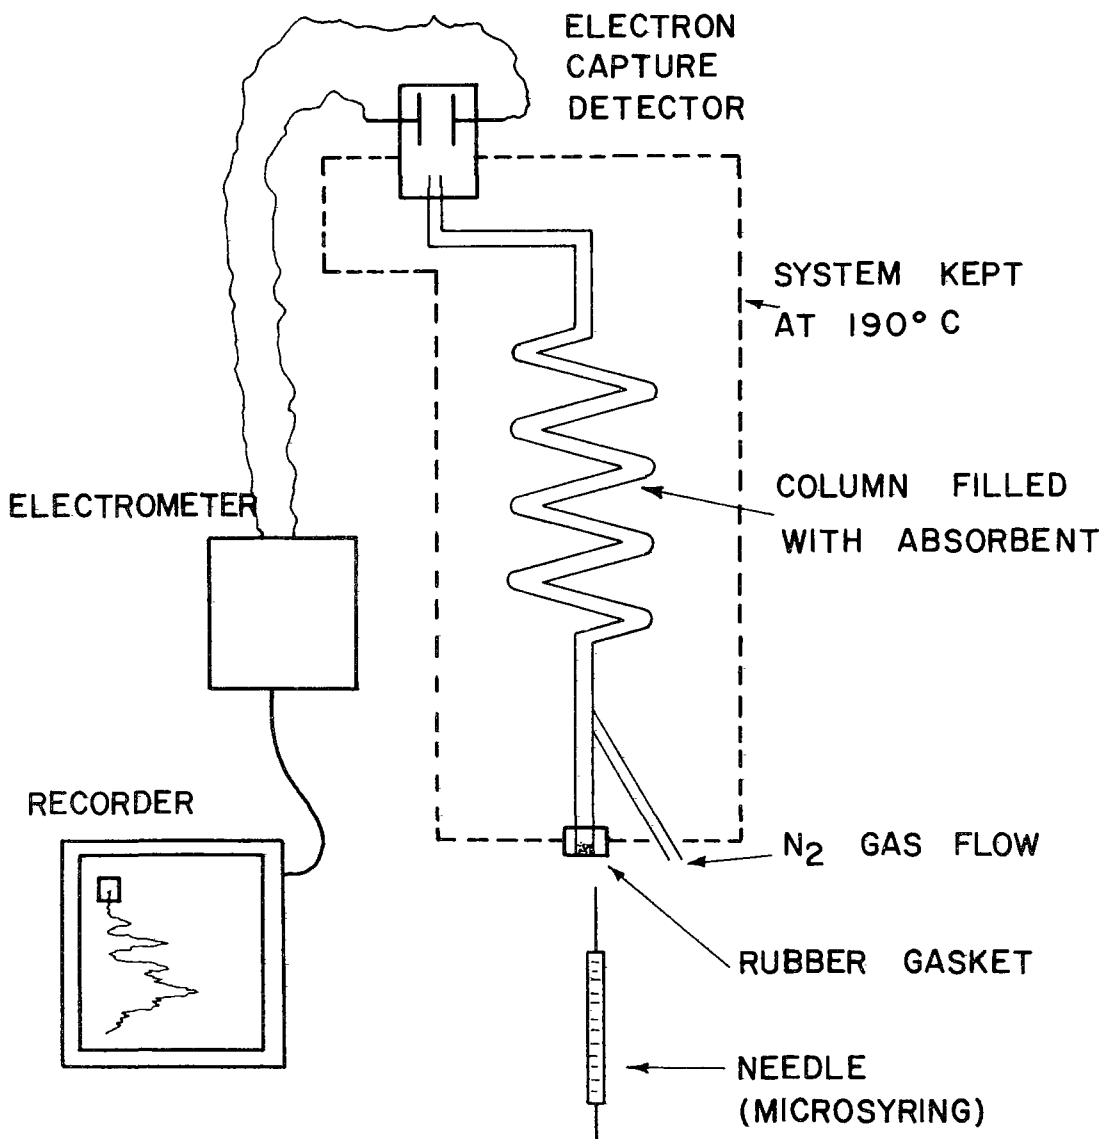 ELECTRON
CAPTURE
DETECTOR
SYSTEM KEPT
AT 190° C
COLUMN FILLED
WITH ABSORBENT
ELECTROMETER
RECORDER
N₂ GAS FLOW
RUBBER GASKET
NEEDLE
(MICROSYRING)